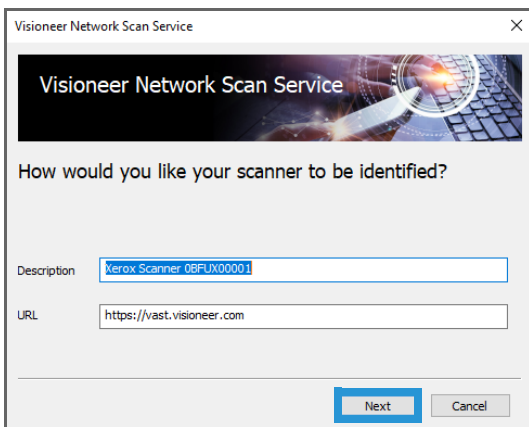 Visioneer Network Scan Service
Visioneer Network Scan Service
How would you like your scanner to be identified?
Description Xerox Scanner 0BFUX00001
URL https://vast.visioneer.com
Next Cancel